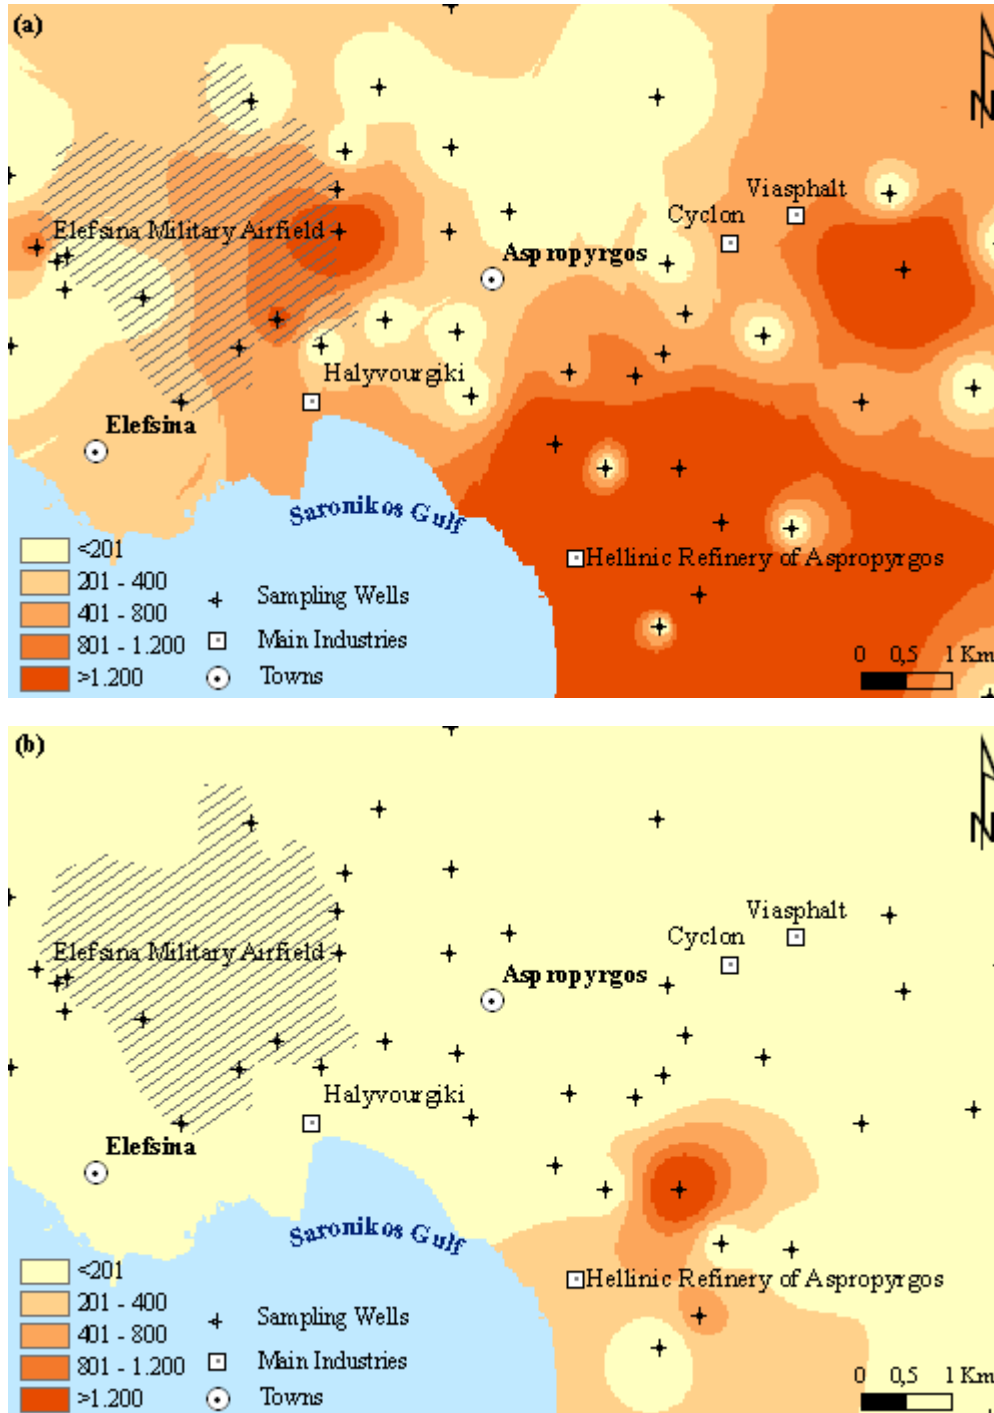 (a)
N
Viasphalt
Cyclon
Elefsina Military Airfield
Aspropyrgos
Halyvourgiki
Elefsina
Saronikos Gulf
Hellinic Refinery of Aspropyrgos
<201
201 - 400
401 - 800
801 - 1.200
>1.200
Sampling Wells
Main Industries
Towns
0 0,5 1 Km
(b)
N
Viasphalt
Cyclon
Elefsina Military Airfield
Aspropyrgos
Halyvourgiki
Elefsina
Saronikos Gulf
Hellinic Refinery of Aspropyrgos
<201
201 - 400
401 - 800
801 - 1.200
>1.200
Sampling Wells
Main Industries
Towns
0 0,5 1 Km